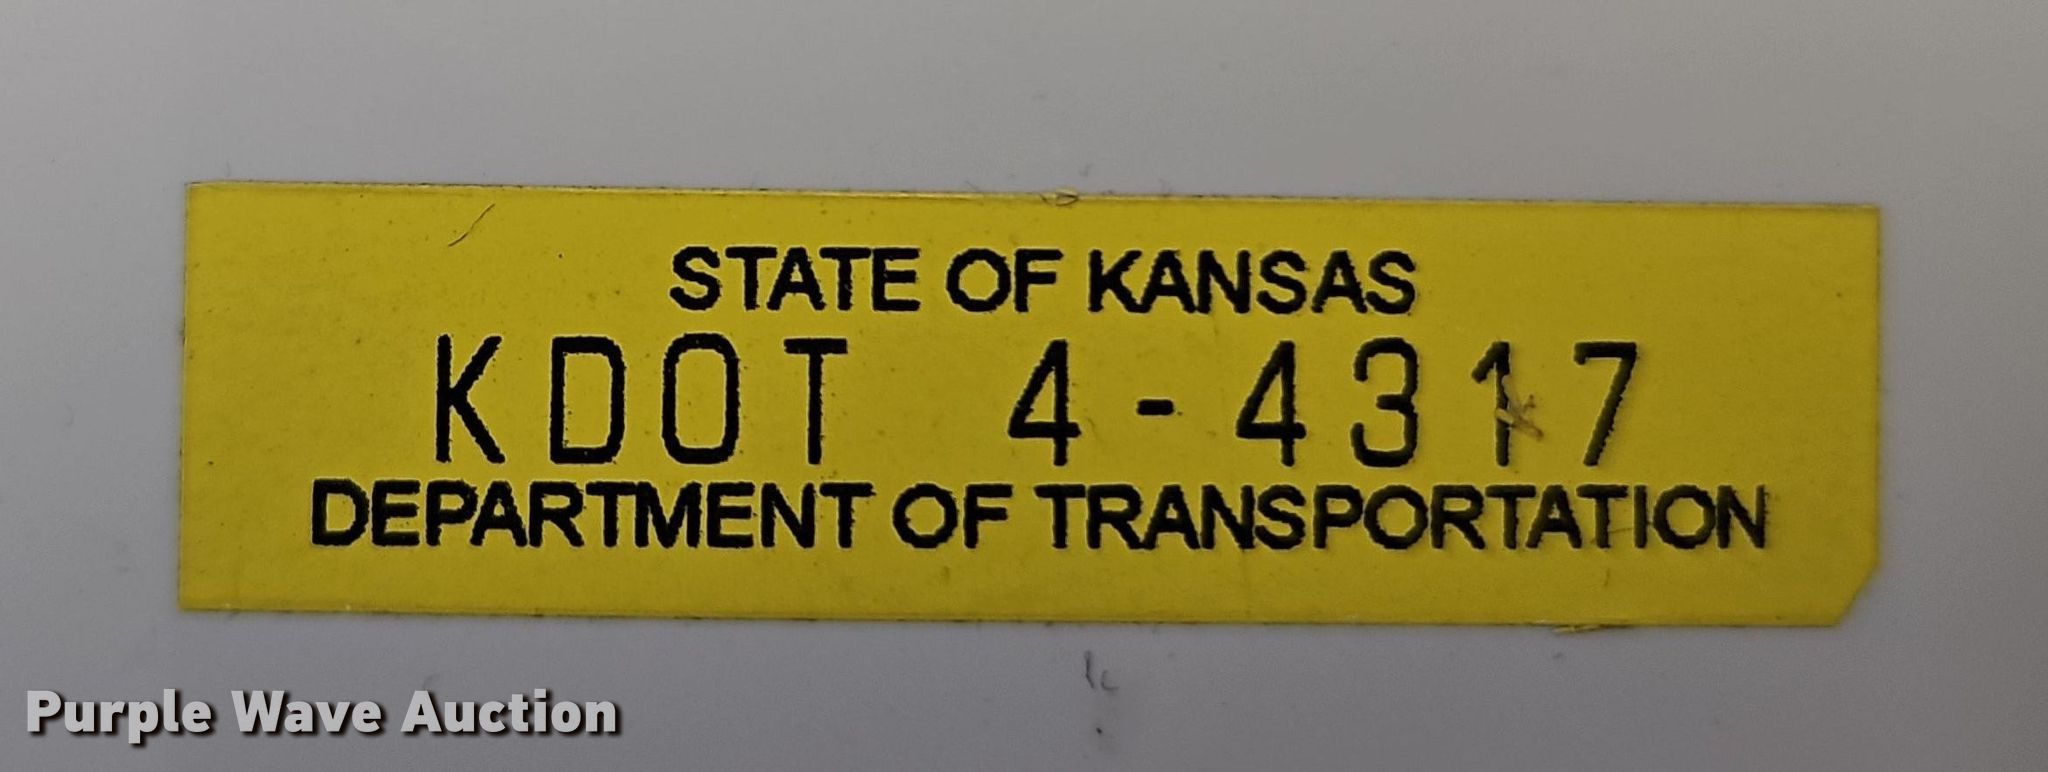 STATE OF KANSAS
KDOT 4-4317
DEPARTMENT OF TRANSPORTATION
Purple Wave Auction